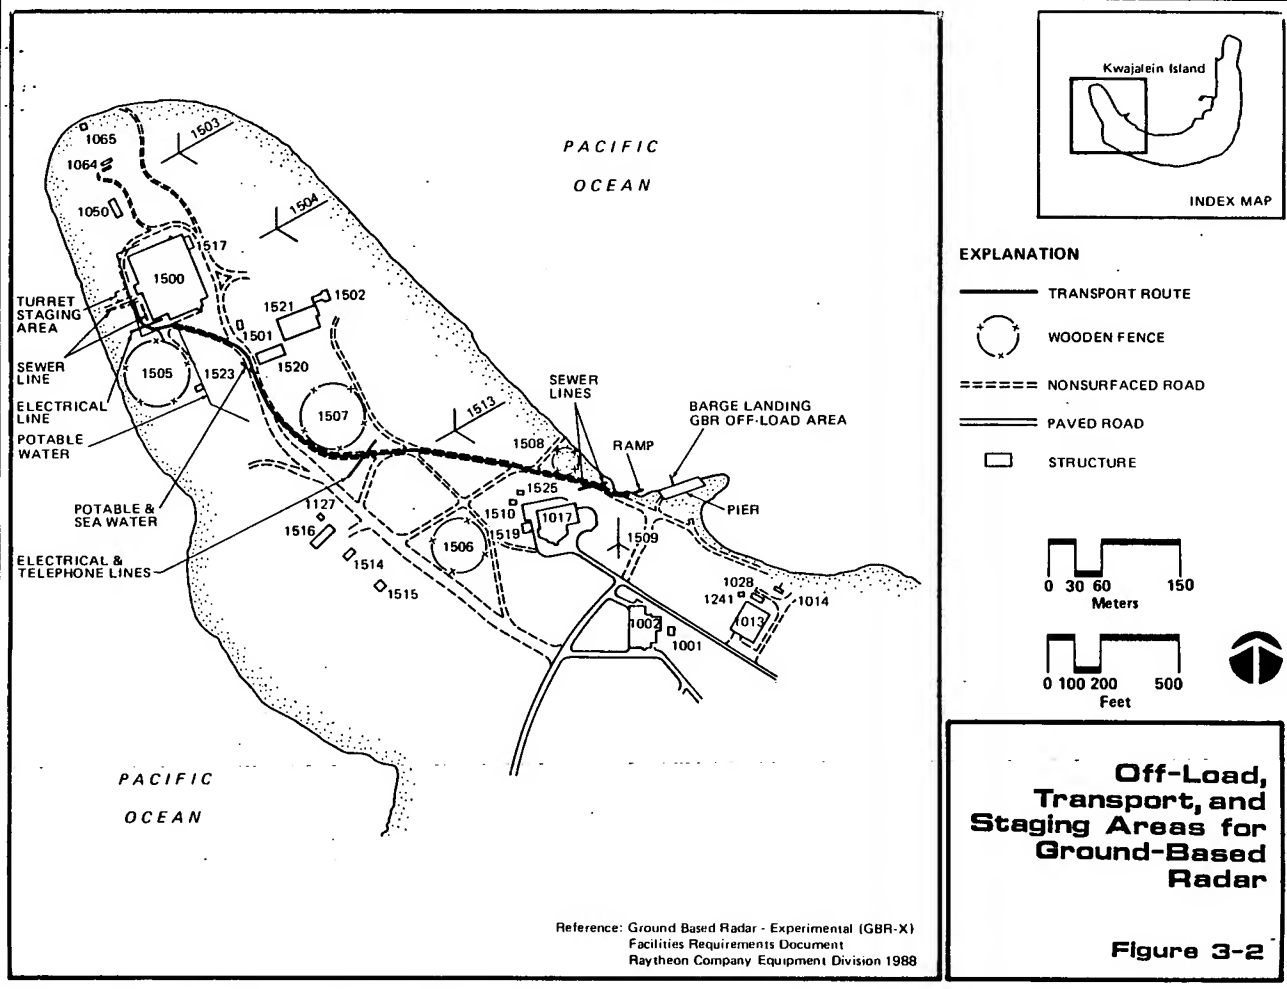 PACIFIC
OCEAN
1065
1503
1064
1050
1504
1517
1500
1502
1521
TURRET
STAGING
AREA
1501
SEWER
LINE
1505
1523
1520
ELECTRICAL
LINE
POTABLE
WATER
1507
1513
SEWER
LINES
BARGE LANDING
GBR OFF-LOAD AREA
1508
RAMP
PIER
1525
1510
1017
1519
1509
POTABLE &
SEA WATER
1127
1516
1506
ELECTRICAL &
TELEPHONE LINES
1514
1515
1028
1241
1014
1013
1002
1001
PACIFIC
OCEAN
Reference: Ground Based Radar - Experimental (GBR-X)
Facilities Requirements Document
Raytheon Company Equipment Division 1988
Kwajalein Island
INDEX MAP
EXPLANATION
TRANSPORT ROUTE
WOODEN FENCE
NONSURFACED ROAD
PAVED ROAD
STRUCTURE
0 30 60 150
Meters
0 100 200 500
Feet
Off-Load,
Transport, and
Staging Areas for
Ground-Based
Radar
Figure 3-2